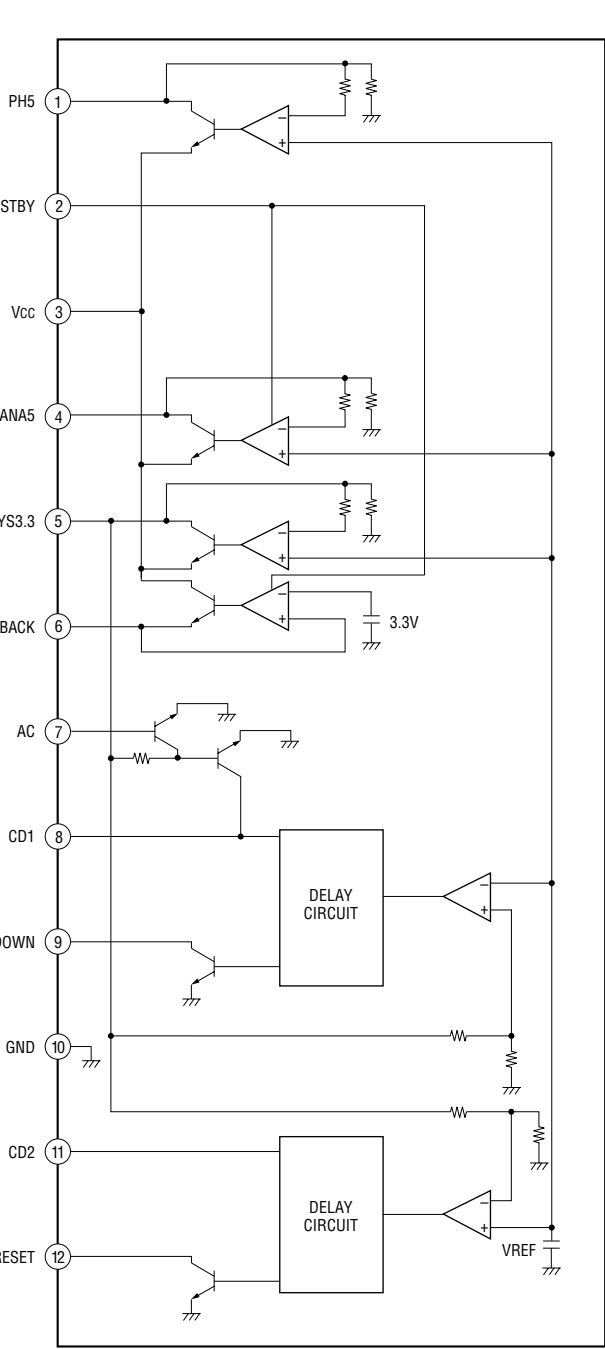 PH5 1
STBY 2
Vcc 3
ANA5 4
YS3.3 5
BACK 6
3.3V
AC 7
CD1 8
DELAY
CIRCUIT
DOWN 9
GND 10
CD2 11
DELAY
CIRCUIT
VREF
RESET 12